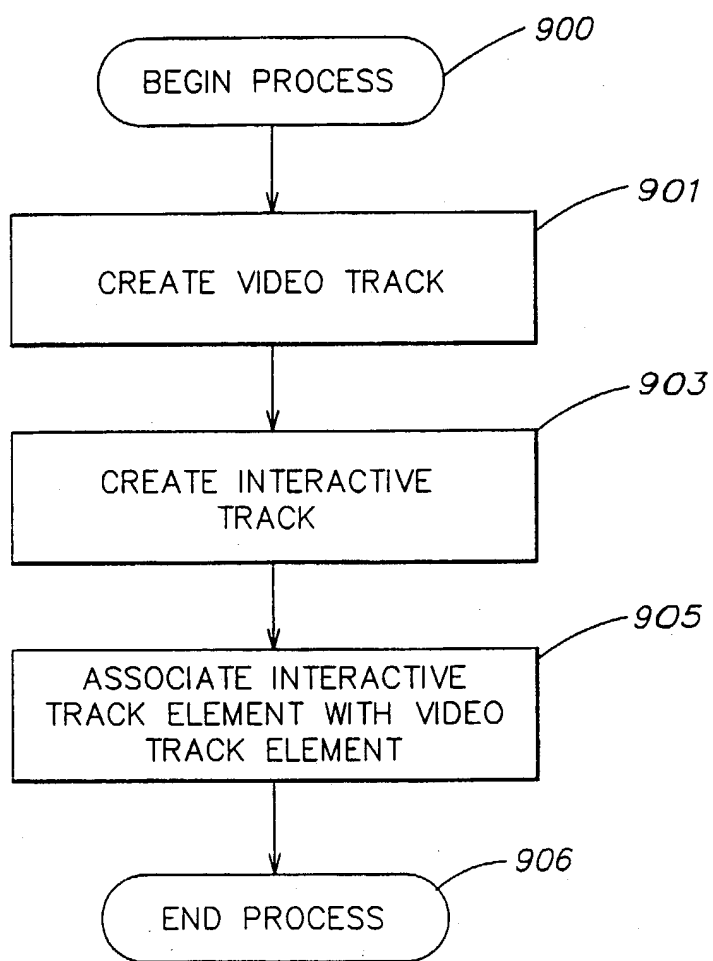 900
BEGIN PROCESS
901
CREATE VIDEO TRACK
903
CREATE INTERACTIVE
TRACK
905
ASSOCIATE INTERACTIVE
TRACK ELEMENT WITH VIDEO
TRACK ELEMENT
906
END PROCESS